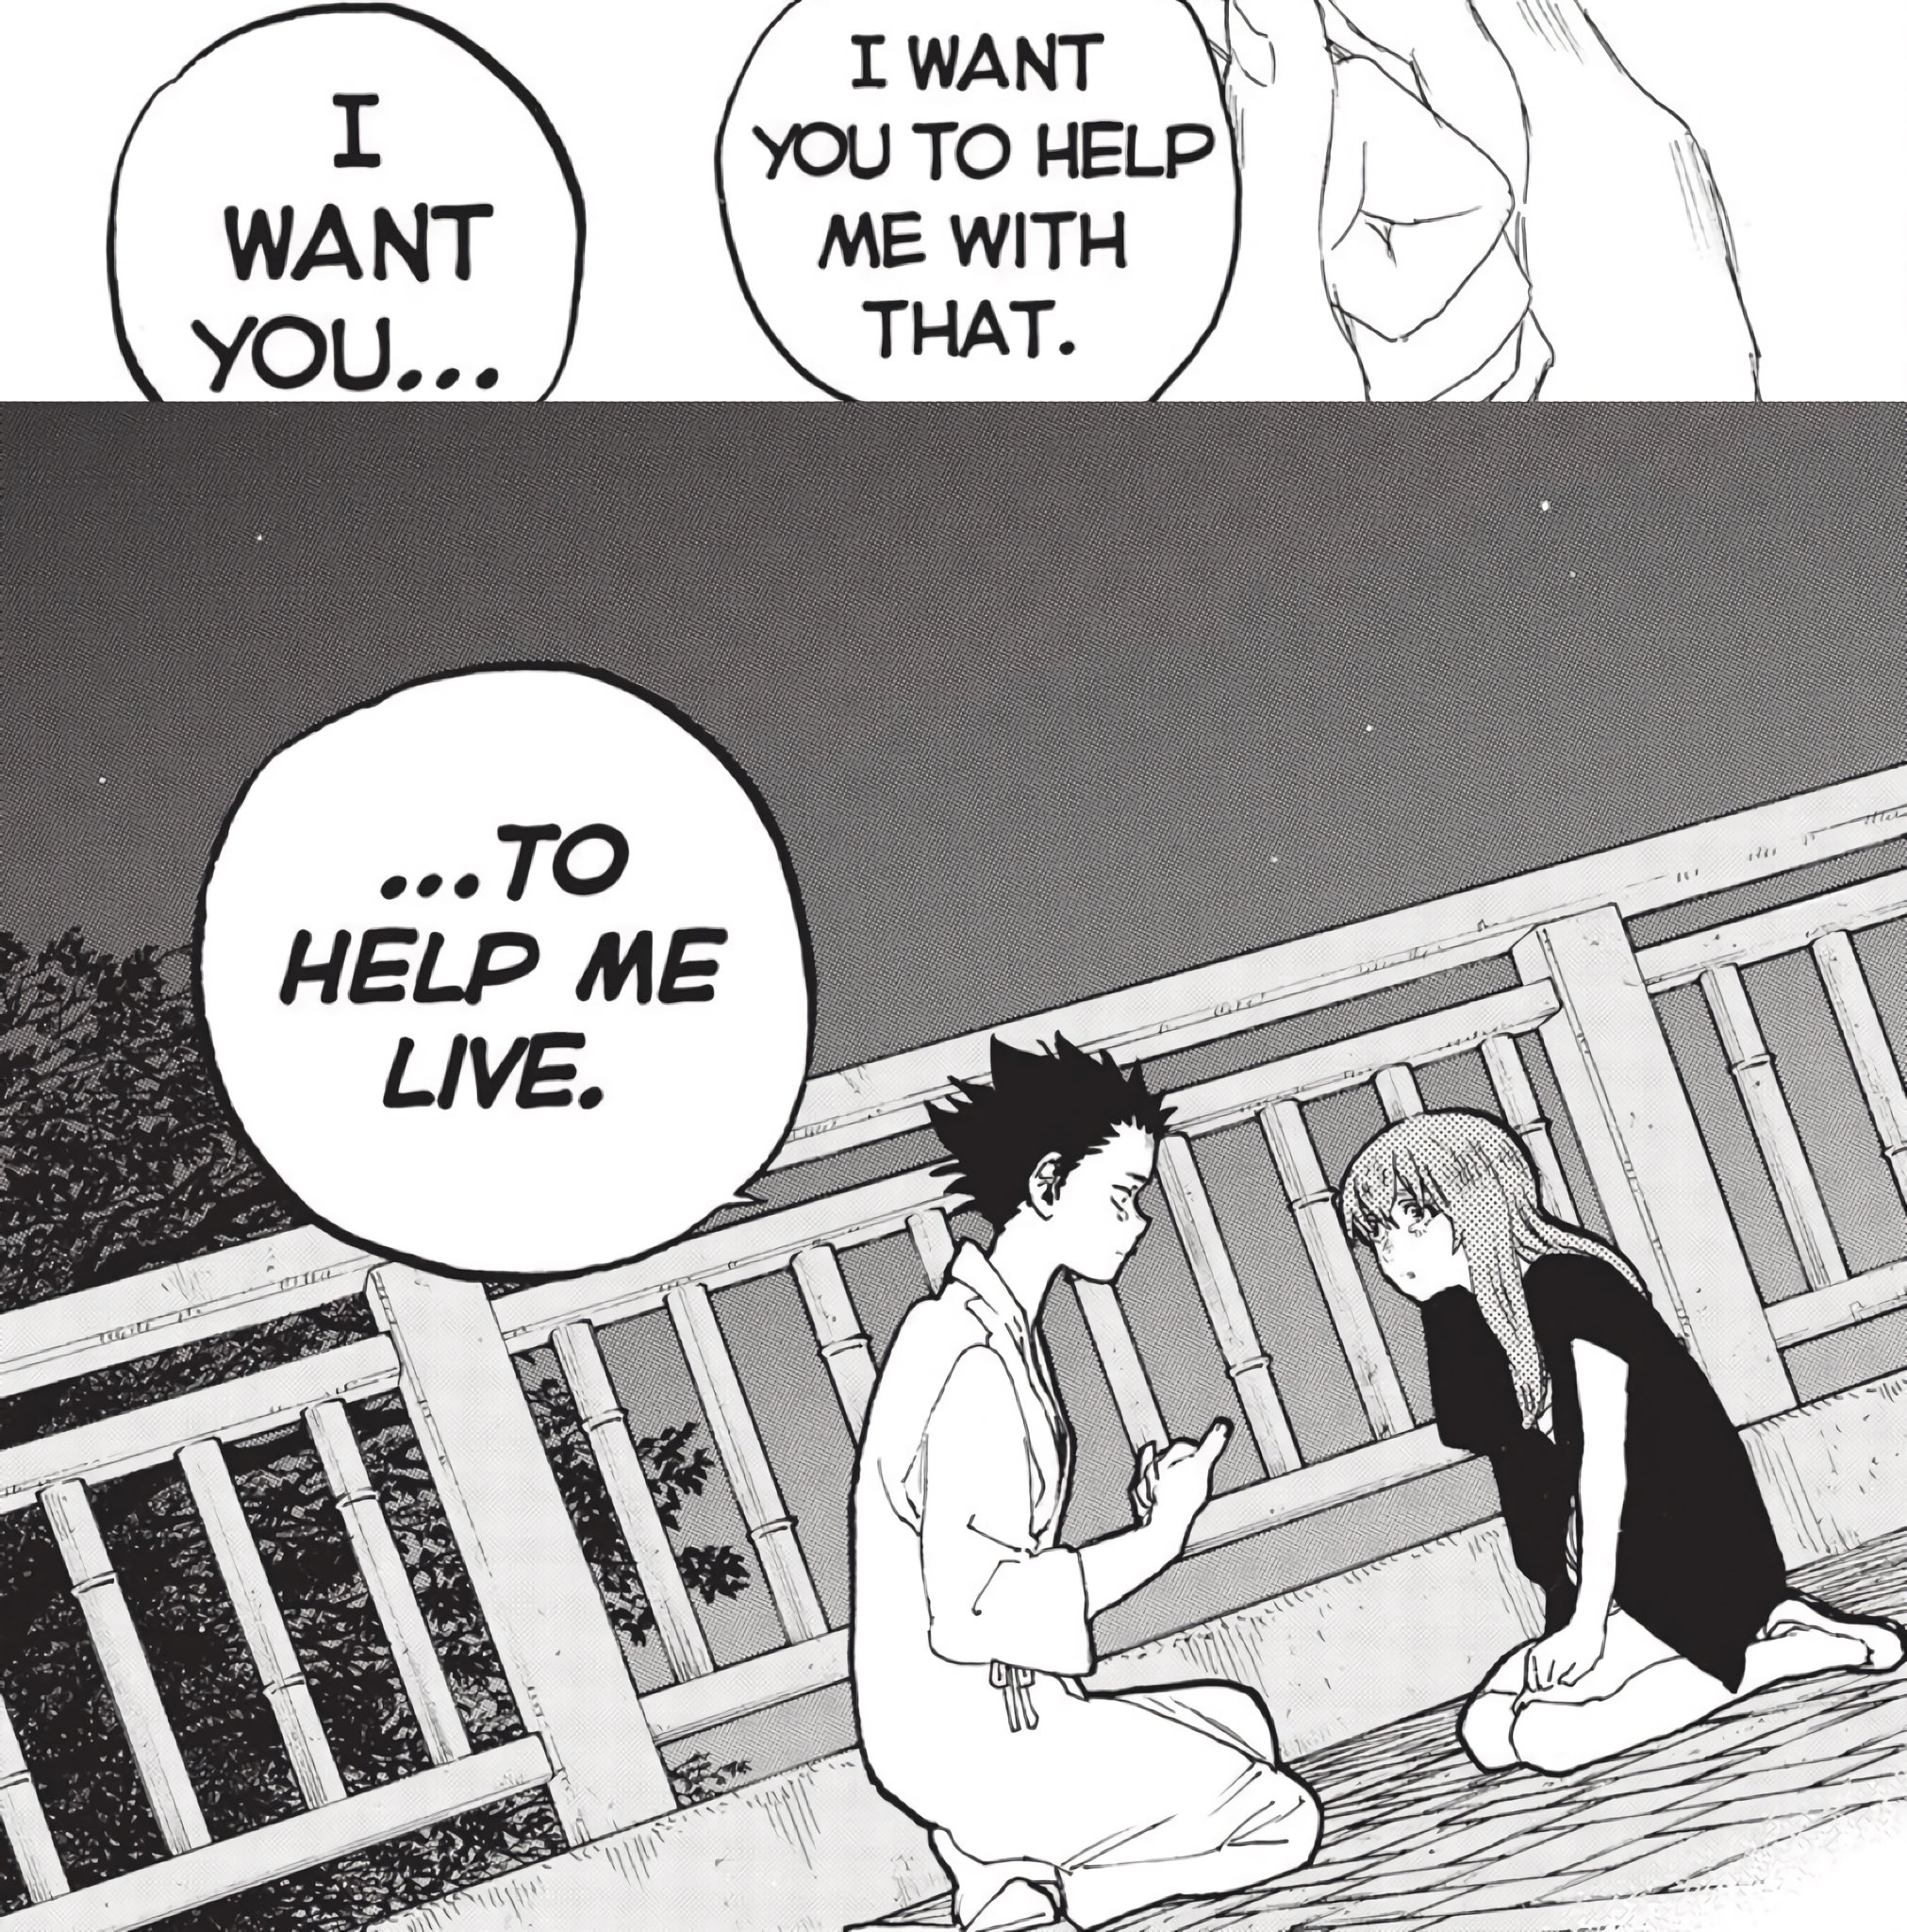 I WANT
YOU TO HELP
ME WITH
THAT.
I
WANT
YOU...
...TO
HELP ME
LIVE.